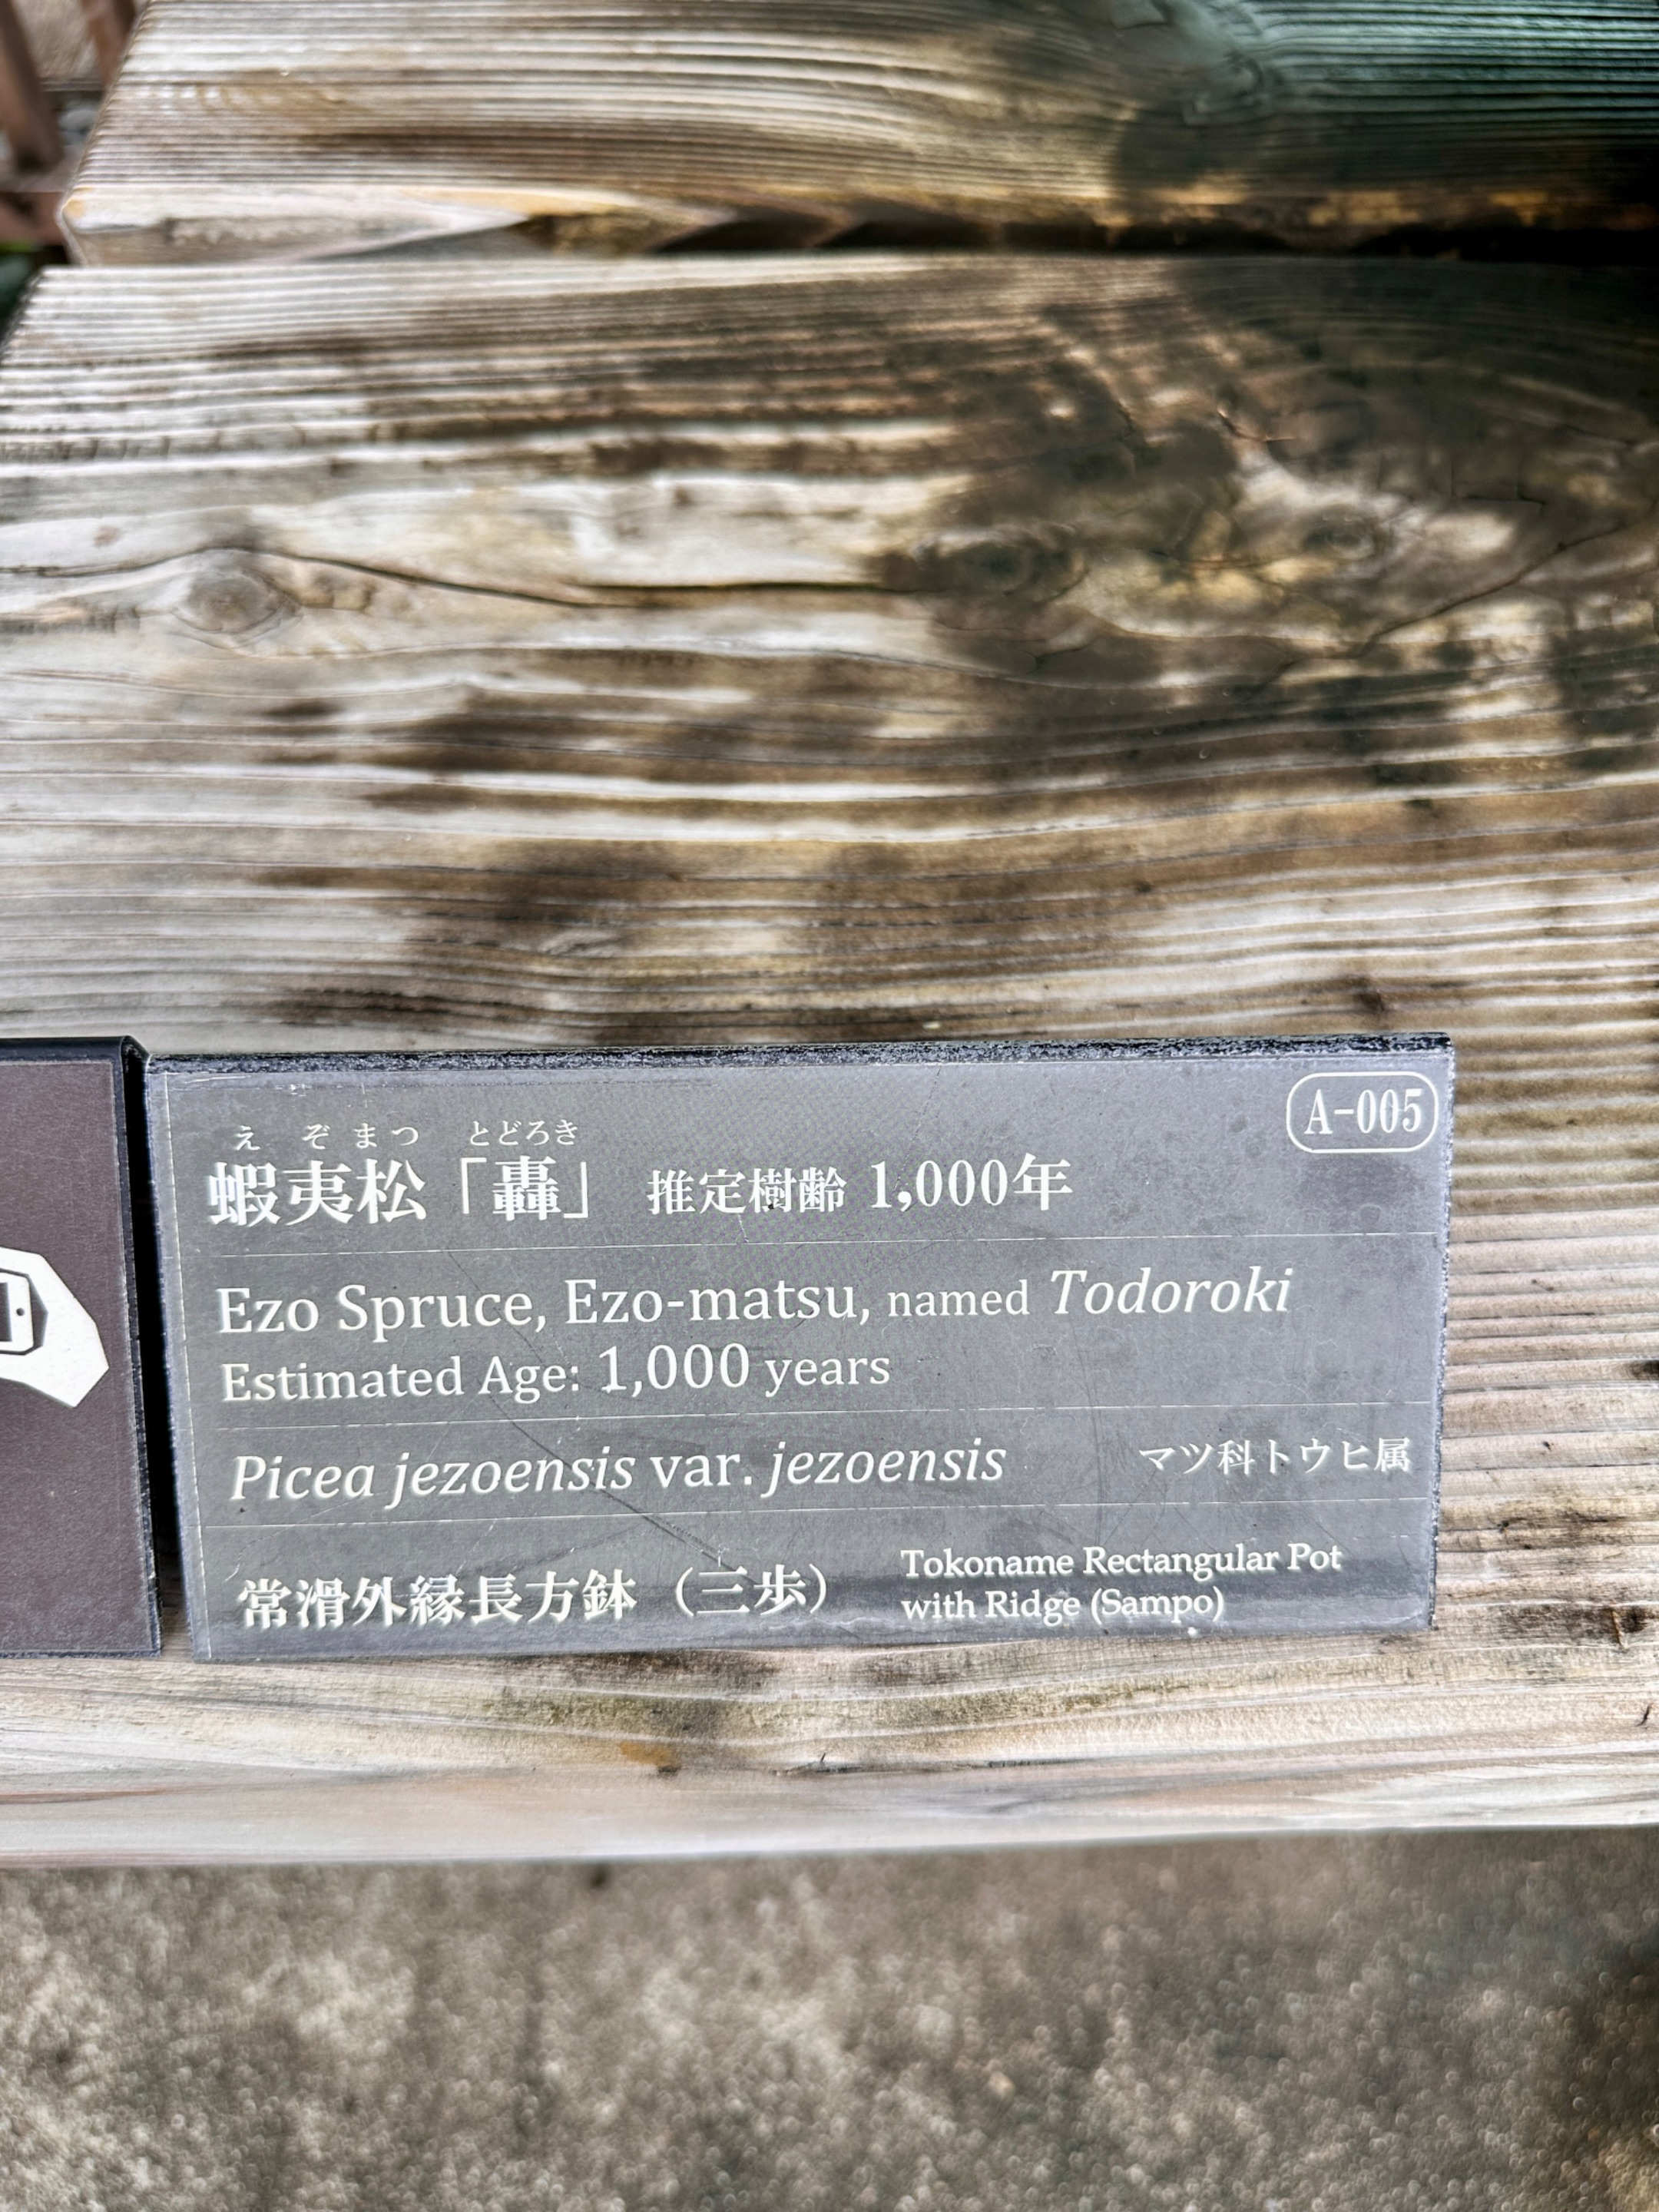 A-005
えぞまつ とどろき
蝦夷松「轟」 推定樹齢 1,000年
Ezo Spruce, Ezo-matsu, named Todoroki
Estimated Age: 1,000 years
Picea jezoensis var. jezoensis マツ科トウヒ属
常滑外縁長方鉢（三歩）
Tokoname Rectangular Pot
with Ridge (Sampo)